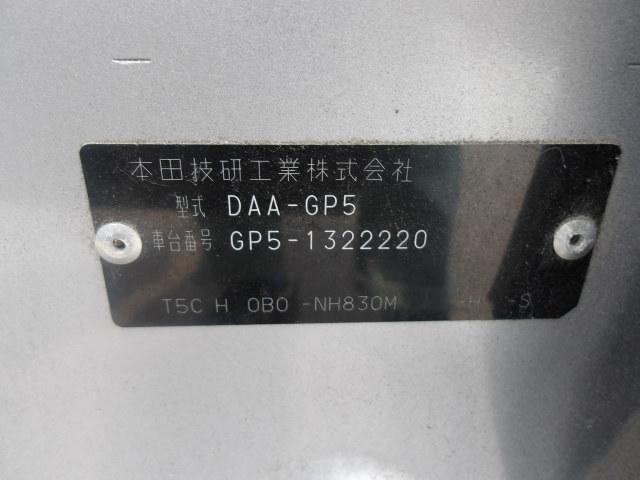 本田技研工業株式会社
型式 DAA-GP5
車台番号 GP5-1322220
T5C H 0B0 -NH830M -H -S